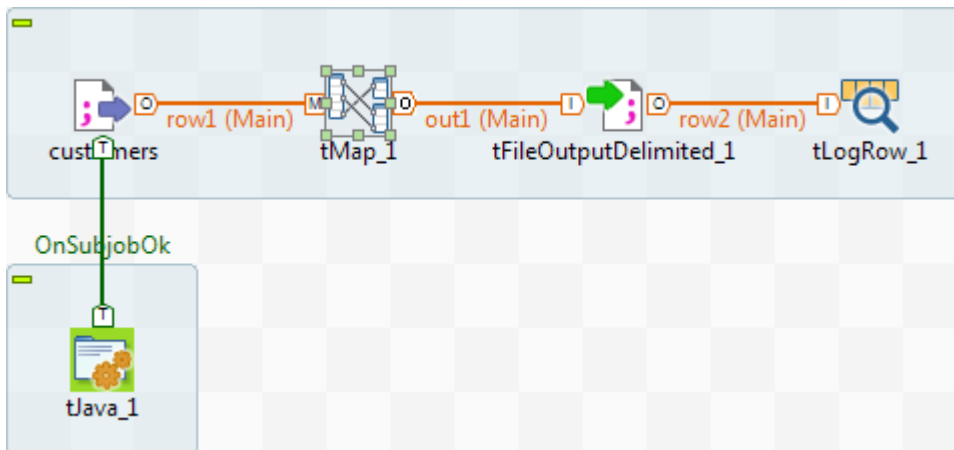 O
row1 (Main)
M
O
out1 (Main)
I
O
row2 (Main)
I
customers
T
tMap_1
tFileOutputDelimited_1
tLogRow_1
OnSubjobOk
T
tJava_1